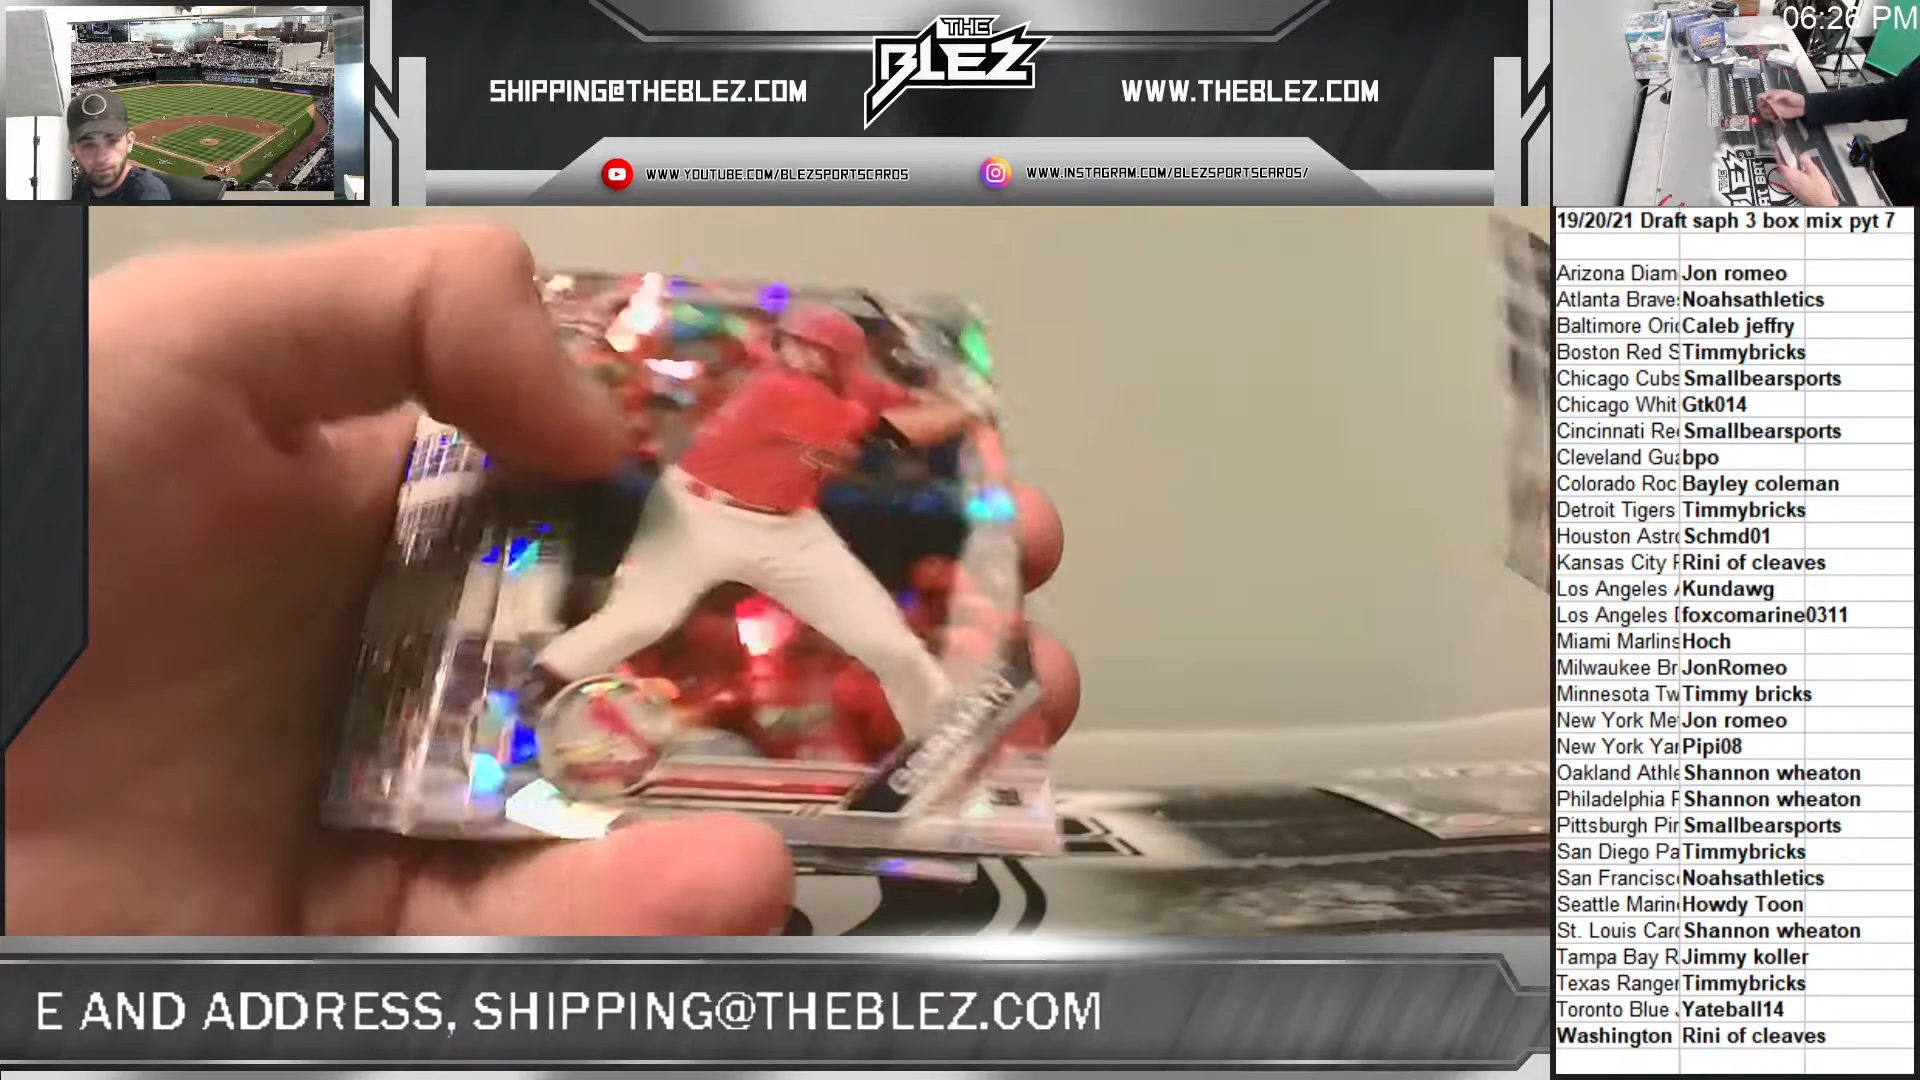 06:26 PM
THE
BLEZ
SHIPPING@THEBLEZ.COM
WWW.THEBLEZ.COM
WWW.YOUTUBE.COM/BLEZSPORTSCARDS
WWW.INSTAGRAM.COM/BLEZSPORTSCARDS/
19/20/21 Draft saph 3 box mix pyt 7
Arizona Diam Jon romeo
Atlanta Brave Noahsathletics
Baltimore Ori Caleb jeffry
Boston Red S Timmybricks
Chicago Cubs Smallbearsports
Chicago Whit Gtk014
Cincinnati Re Smallbearsports
Cleveland Gua bpo
Colorado Roc Bayley coleman
Detroit Tigers Timmybricks
Houston Astr Schmd01
Kansas City Rini of cleaves
Los Angeles Kundawg
Los Angeles foxcomarine0311
Miami Marlins Hoch
Milwaukee Br JonRomeo
Minnesota Tw Timmy bricks
New York Me Jon romeo
New York Yan Pipi08
Oakland Athle Shannon wheaton
Philadelphia Shannon wheaton
Pittsburgh Pir Smallbearsports
San Diego Pa Timmybricks
San Francisc Noahsathletics
Seattle Marin Howdy Toon
St. Louis Car Shannon wheaton
Tampa Bay R Jimmy koller
Texas Ranger Timmybricks
Toronto Blue Yateball14
Washington Rini of cleaves
GORMAN
E AND ADDRESS, SHIPPING@THEBLEZ.COM